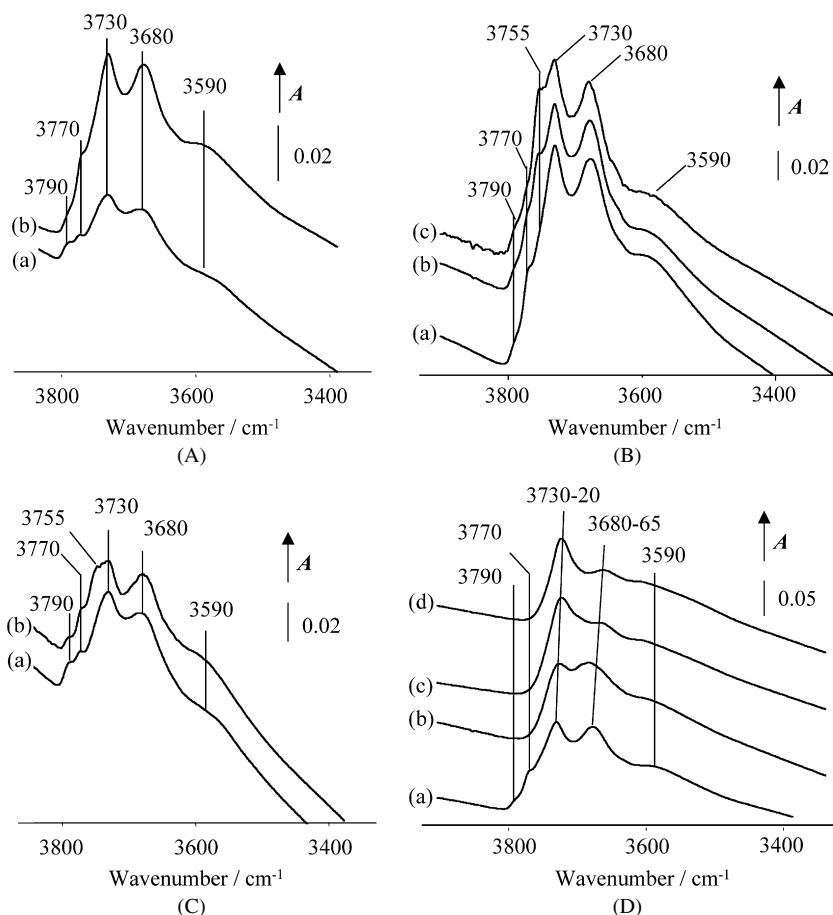 3730
3680
3590
3770
3790
A
0.02
(b)
(a)
3800
3600
3400
Wavenumber / cm⁻¹
(A)
3755
3730
3680
3770
3790
3590
A
0.02
(c)
(b)
(a)
3800
3600
3400
Wavenumber / cm⁻¹
(B)
3730
3755
3680
3770
3790
3590
A
0.02
(b)
(a)
3800
3600
3400
Wavenumber / cm⁻¹
(C)
3730-20
3680-65
3770
3790
3590
A
0.05
(d)
(c)
(b)
(a)
3800
3600
3400
Wavenumber / cm⁻¹
(D)